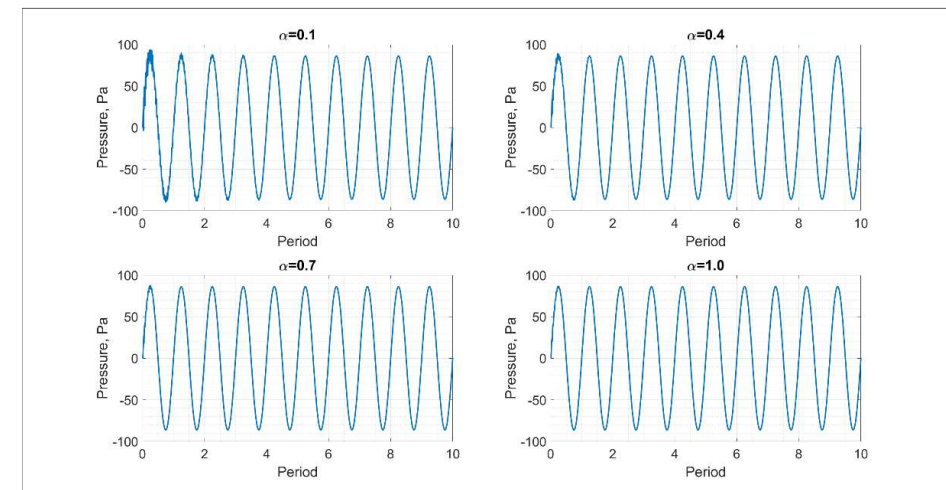 α=0.1
100
50
0
-50
-100
Pressure, Pa
0 2 4 6 8 10
Period
α=0.4
100
50
0
-50
-100
Pressure, Pa
0 2 4 6 8 10
Period
α=0.7
100
50
0
-50
-100
Pressure, Pa
0 2 4 6 8 10
Period
α=1.0
100
50
0
-50
-100
Pressure, Pa
0 2 4 6 8 10
Period